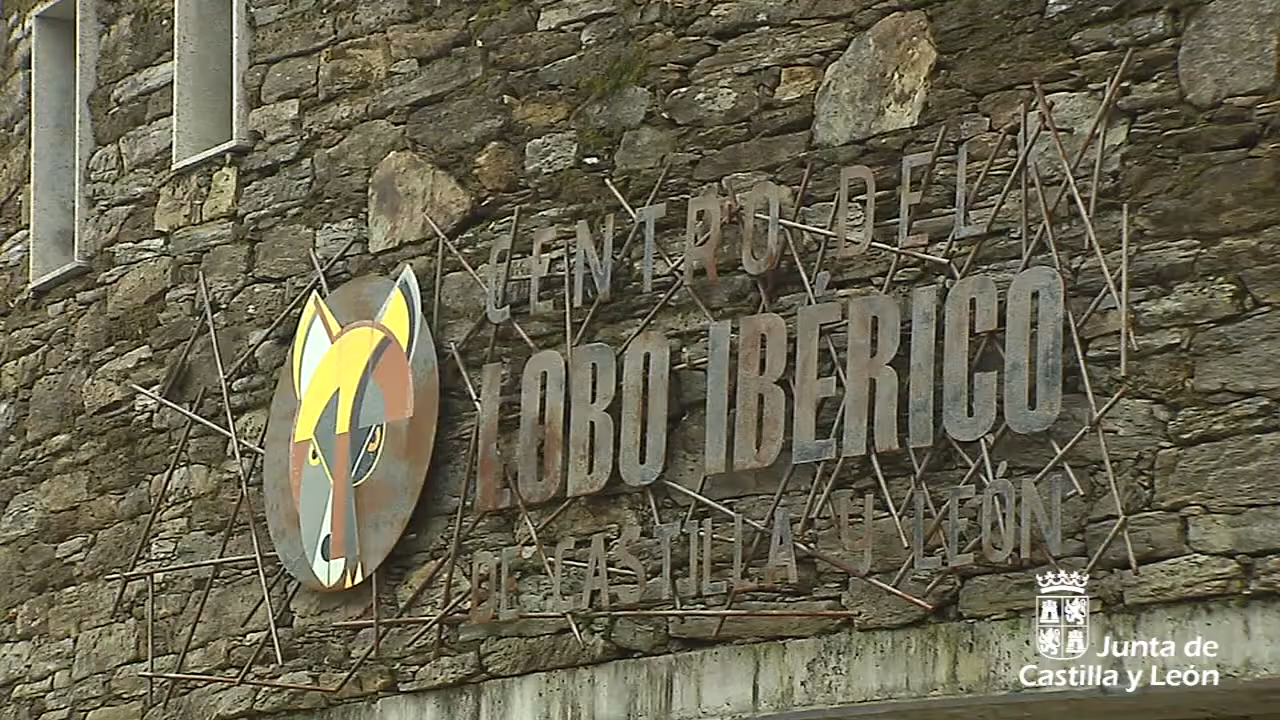 CENTRO DEL
LOBO IBÉRICO
DE CASTILLA Y LEÓN
Junta de
Castilla y León